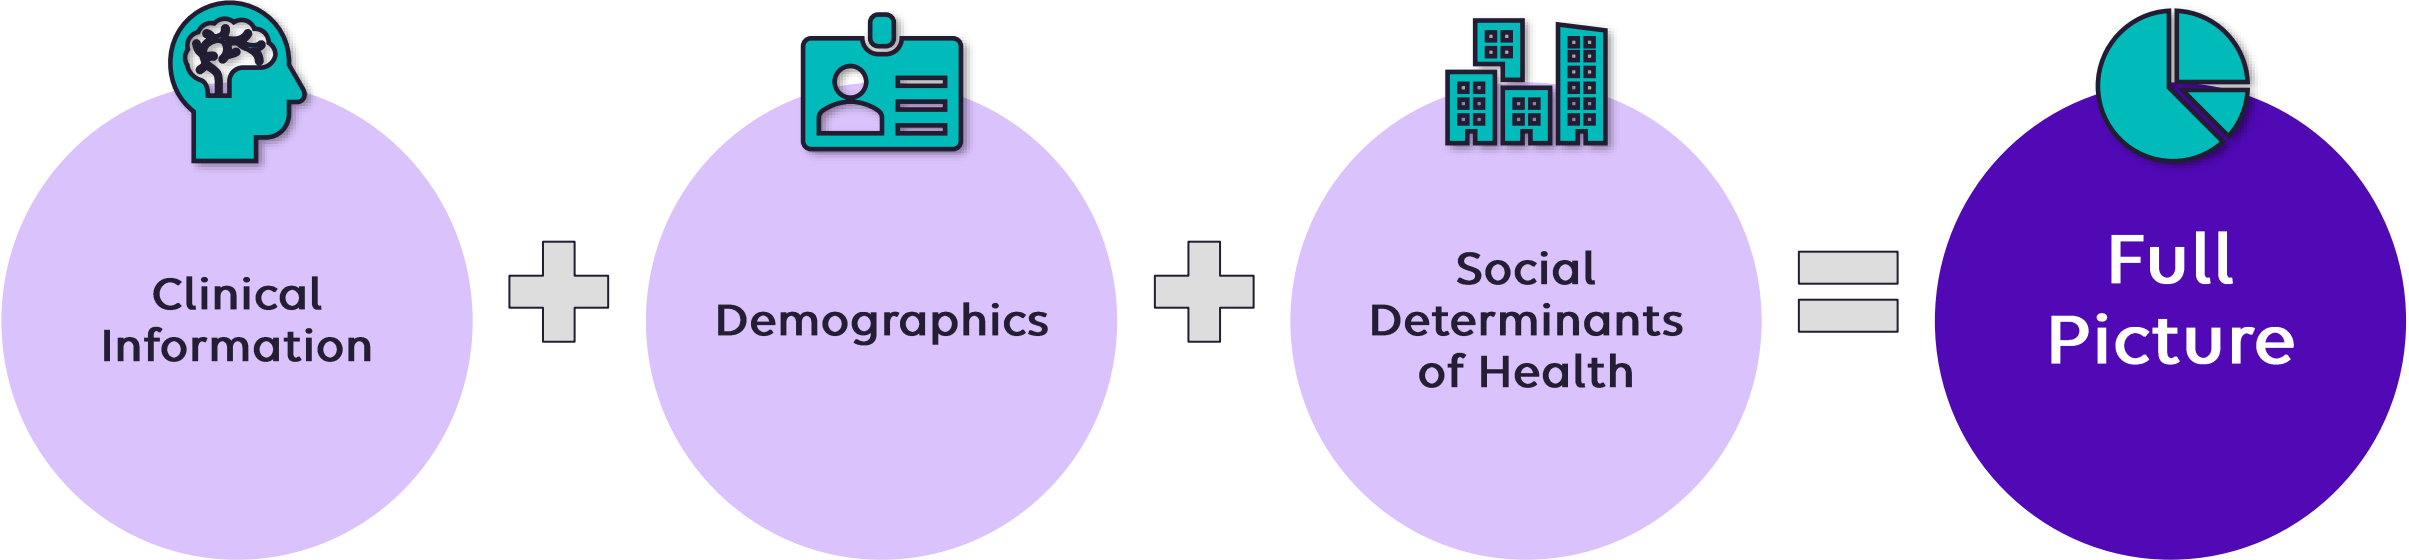 Clinical
Information
Demographics
Social
Determinants
of Health
Full
Picture